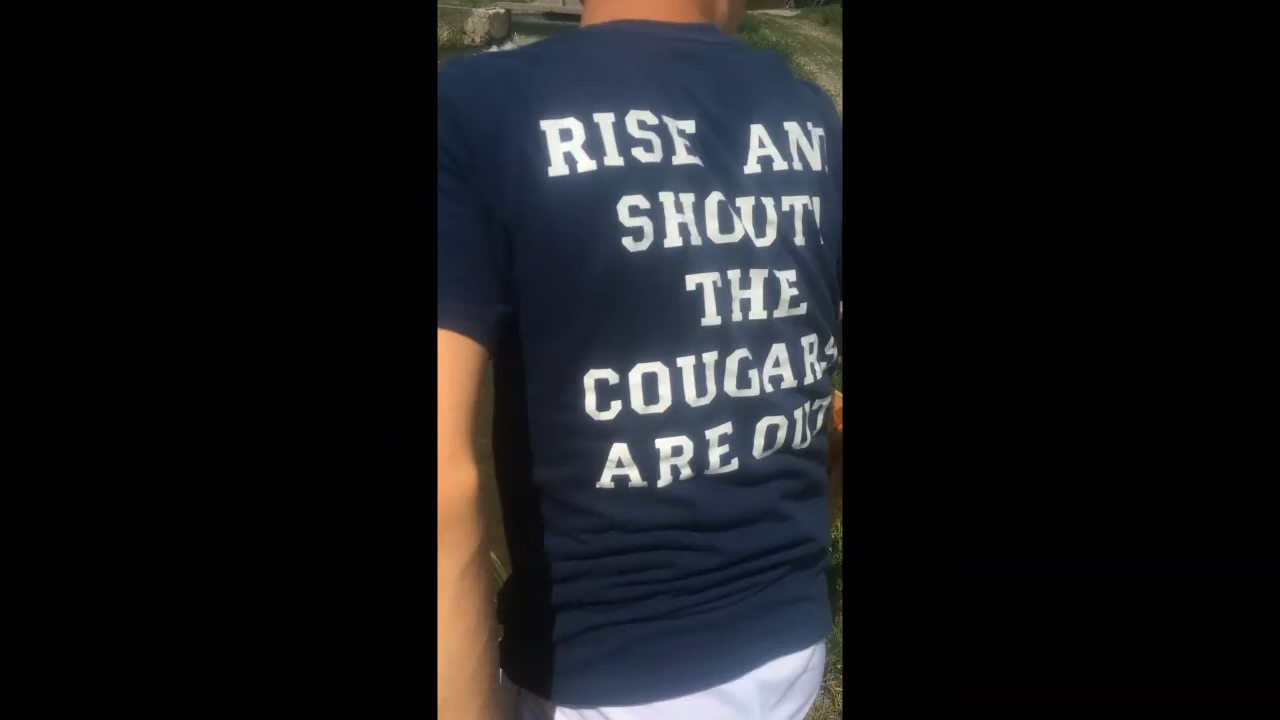 RISE AND
SHOUT!
THE
COUGARS
ARE OUT